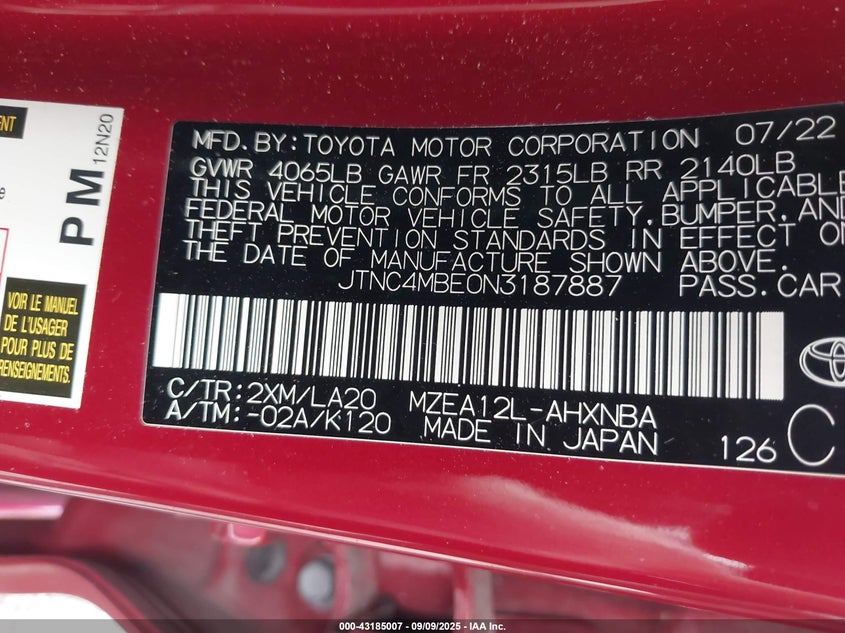 ENT
e
PM 12N20
VOIR LE MANUEL
DE L'USAGER
POUR PLUS DE
RENSEIGNEMENTS.
MFD.BY:TOYOTA MOTOR CORPORATION 07/22
GVWR 4065LB GAWR FR 2315LB RR 2140LB
THIS VEHICLE CONFORMS TO ALL APPLICABLE
FEDERAL MOTOR VEHICLE SAFETY,BUMPER,AND
THEFT PREVENTION STANDARDS IN EFFECT ON
THE DATE OF MANUFACTURE SHOWN ABOVE.
JTNC4MBE0N3187887 PASS.CAR
C/TR:2XM/LA20 MZEA12L-AHXNBA
A/TM:-02A/K120 MADE IN JAPAN 126 C
000-43185007 - 09/09/2025 - IAA Inc.